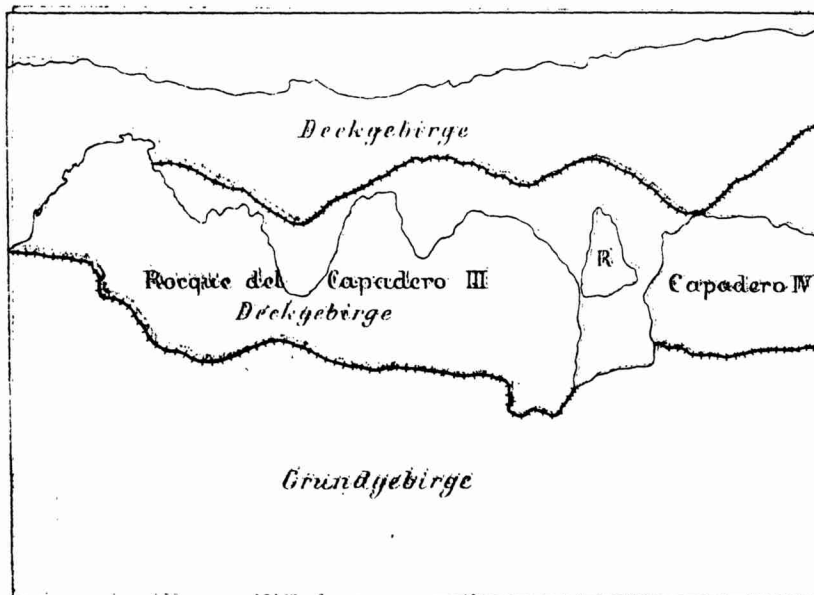 Deckgebirge
R
Rocque del Capadero III
Capadero IV
Deckgebirge
Grundgebirge